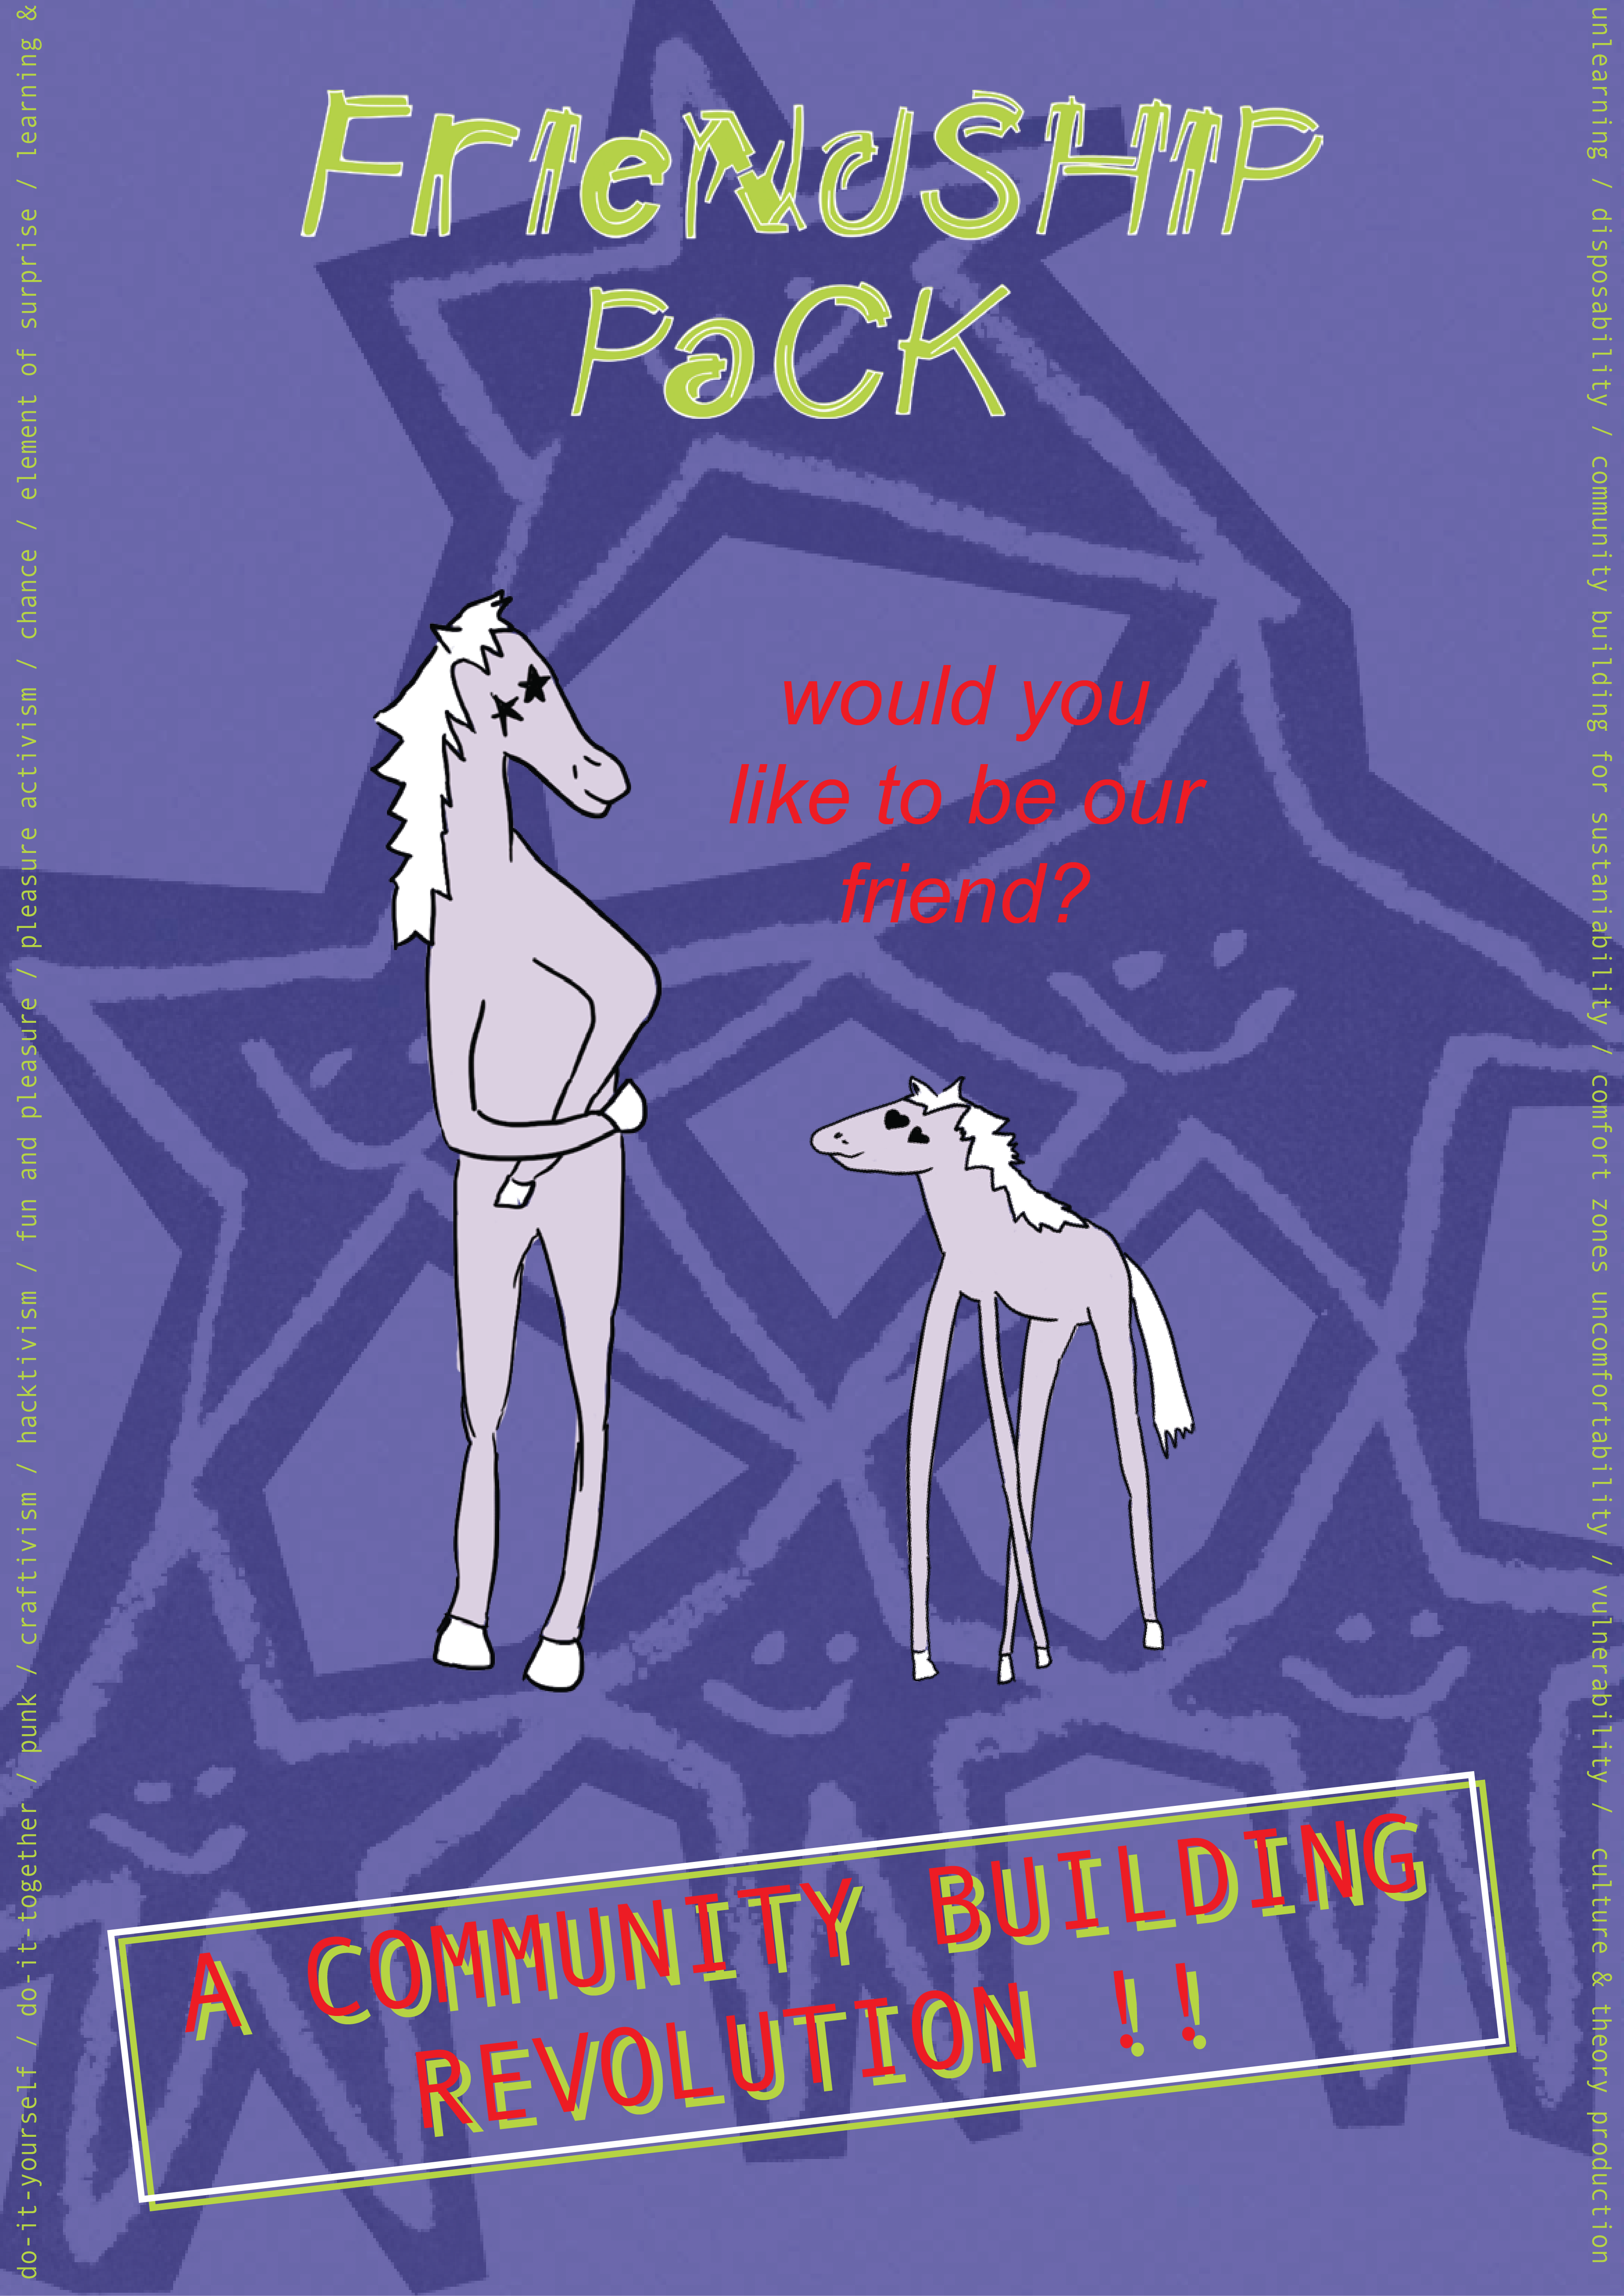 FrIeNdSHIP
PaCK
would you
like to be our
friend?
A COMMUNITY BUILDING
REVOLUTION !!
do-it-yourself / do-it-together / punk / craftivism / hacktivism / fun and pleasure / pleasure activism / chance / element of surprise / learning &
unlearning / disposability / community building for sustaniability / comfort zones uncomfortability / vulnerability / culture & theory production